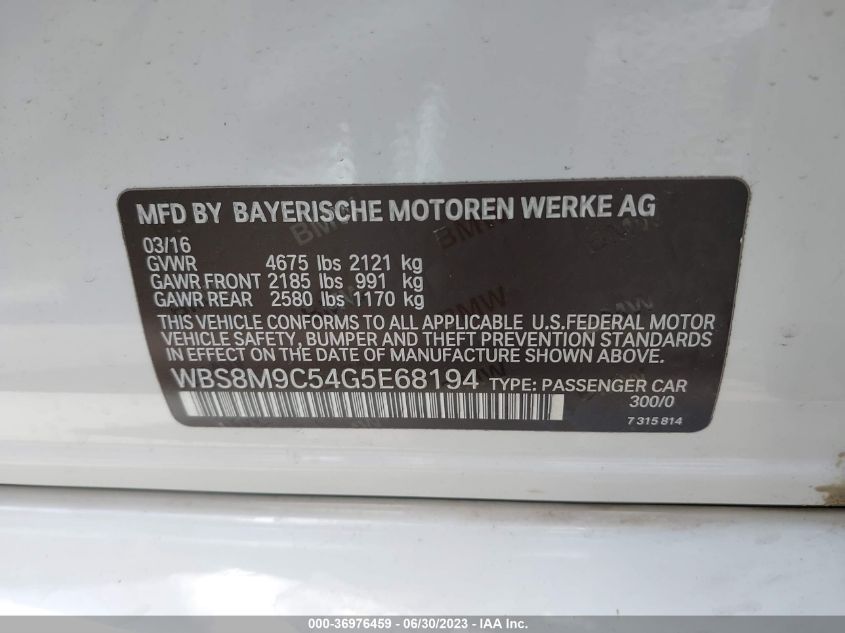 MFD BY BAYERISCHE MOTOREN WERKE AG
03/16
GVWR 4675 lbs 2121 kg
GAWR FRONT 2185 lbs 991 kg
GAWR REAR 2580 lbs 1170 kg
THIS VEHICLE CONFORMS TO ALL APPLICABLE U.S.FEDERAL MOTOR
VEHICLE SAFETY, BUMPER AND THEFT PREVENTION STANDARDS
IN EFFECT ON THE DATE OF MANUFACTURE SHOWN ABOVE.
WBS8M9C54G5E68194 TYPE: PASSENGER CAR
300/0
7 315 814
000-36976459 - 06/30/2023 - IAA Inc.